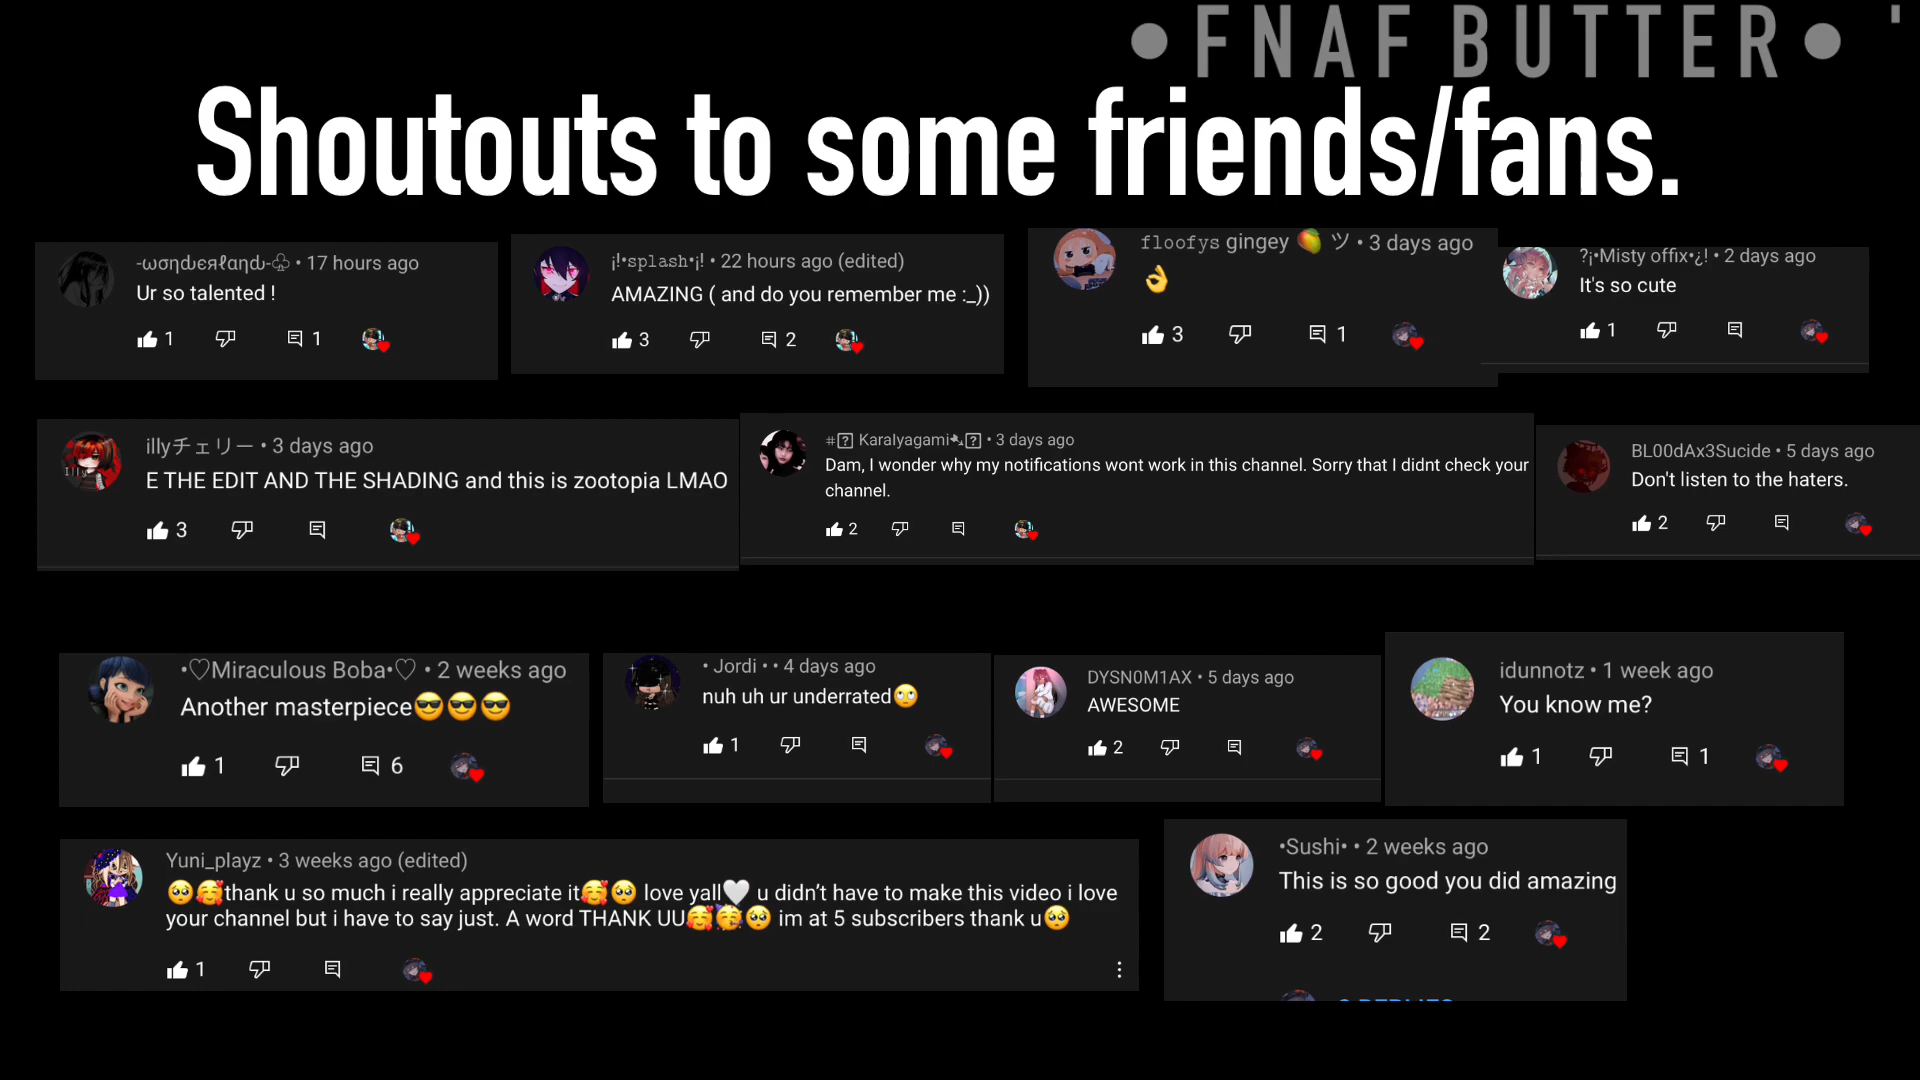 •FNAF BUTTER• '
Shoutouts to some friends/fans.
-ωσηԃєяℓαηԃ-♧ • 17 hours ago
Ur so talented !
1 1
¡!•𝚜𝚙𝚕𝚊𝚜𝚑•¡! • 22 hours ago (edited)
AMAZING ( and do you remember me :_))
3 2
𝚏𝚕𝚘𝚘𝚏𝚢𝚜 gingey 🥭 ツ • 3 days ago
👌
3 1
?¡•Misty offix•¿! • 2 days ago
It's so cute
1
illyチェリー • 3 days ago
E THE EDIT AND THE SHADING and this is zootopia LMAO
3
Illy
Karalyagami • 3 days ago
Dam, I wonder why my notifications wont work in this channel. Sorry that I didnt check your
channel.
2
BL00dAx3Sucide • 5 days ago
Don't listen to the haters.
2
•♡Miraculous Boba•♡ • 2 weeks ago
Another masterpiece😎😎😎
1 6
• Jordi • • 4 days ago
nuh uh ur underrated🙄
1
DYSN0M1AX • 5 days ago
AWESOME
2
idunnotz • 1 week ago
You know me?
1 1
Yuni_playz • 3 weeks ago (edited)
🥺🥰thank u so much i really appreciate it🥰🥺 love yall🤍 u didn't have to make this video i love
your channel but i have to say just. A word THANK UU🥰🥳🥺 im at 5 subscribers thank u🥺
1
•Sushi• • 2 weeks ago
This is so good you did amazing
2 2